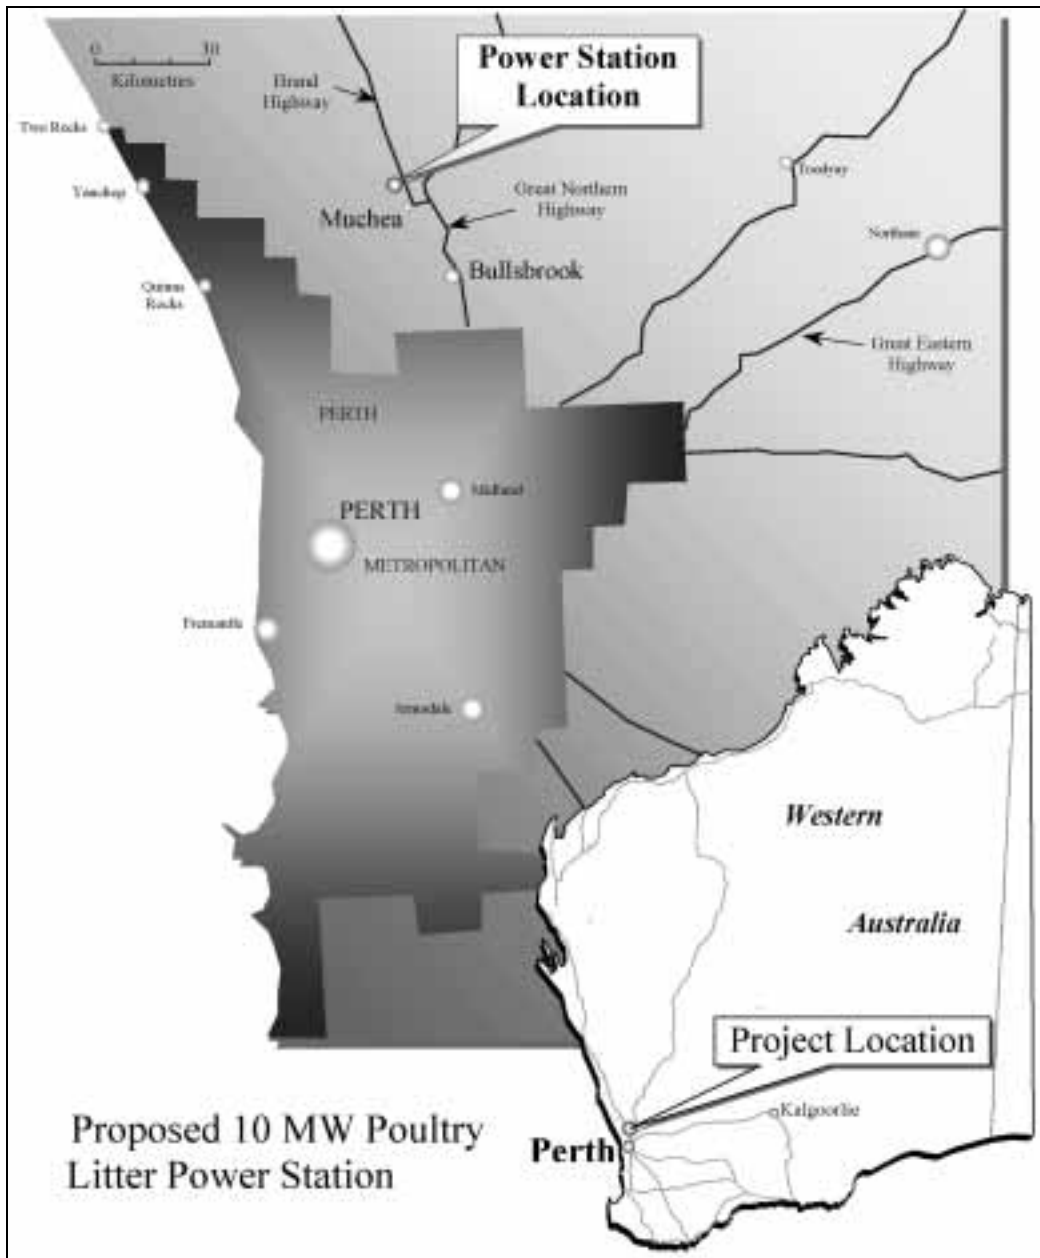 0 30
Kilometres
Power Station
Location
Brand
Highway
Two Rocks
Yanchep
Toodyay
Great Northern
Highway
Muchea
Northam
Bullsbrook
Quinns
Rocks
Great Eastern
Highway
PERTH
Midland
PERTH
METROPOLITAN
Fremantle
Armadale
Western
Australia
Project Location
Kalgoorlie
Perth
Proposed 10 MW Poultry
Litter Power Station